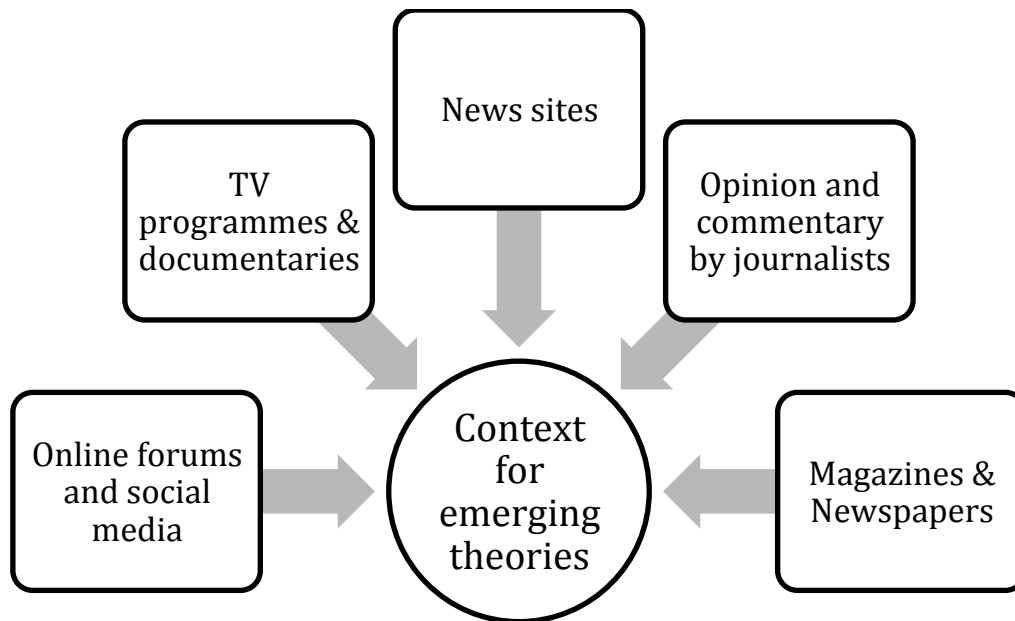 News sites
TV
programmes &
documentaries
Opinion and
commentary
by journalists
Online forums
and social
media
Context
for
emerging
theories
Magazines &
Newspapers